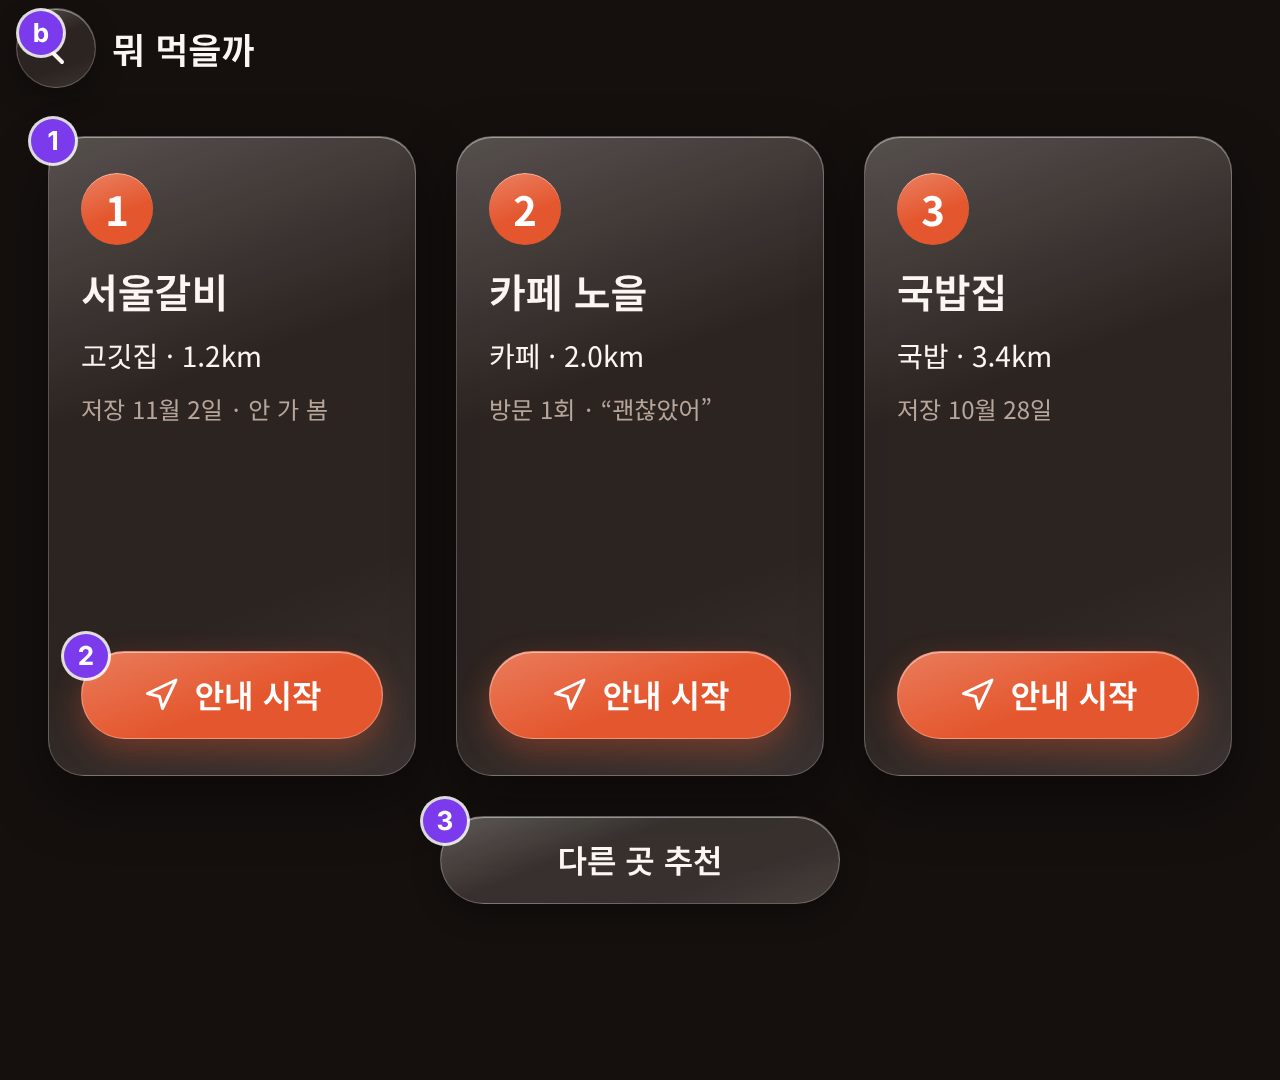 b
뭐 먹을까
1
1
서울갈비
고깃집 · 1.2km
저장 11월 2일 · 안 가 봄
2
안내 시작
2
카페 노을
카페 · 2.0km
방문 1회 · “괜찮았어”
안내 시작
3
국밥집
국밥 · 3.4km
저장 10월 28일
안내 시작
3
다른 곳 추천